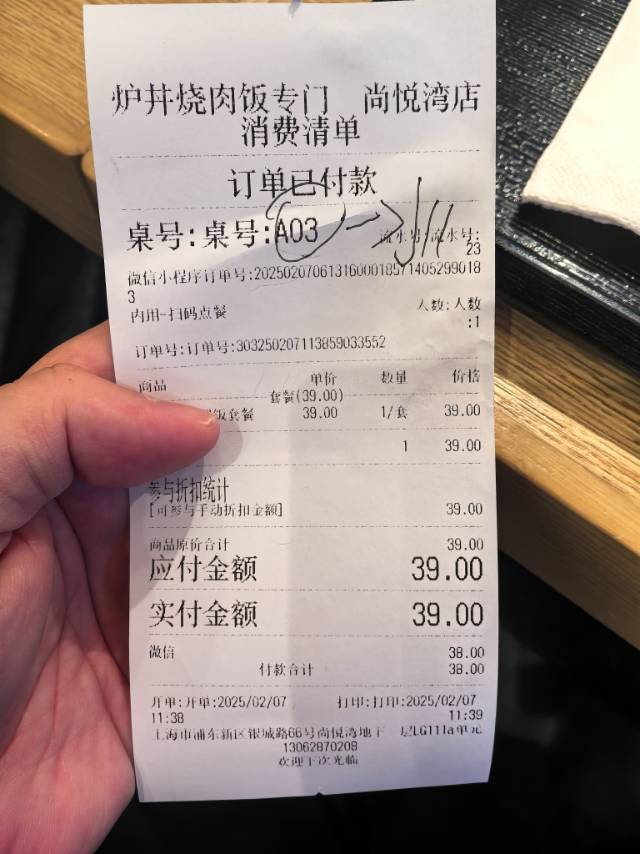 炉丼烧肉饭专门 尚悦湾店
消费清单
订单已付款
桌号:桌号:A03
流水号:流水号:
23
微信小程序订单号:2025020706131600018571405299018
3
内用-扫码点餐
人数:人数
:1
订单号:订单号:303250207113859033552
商品 单价 数量 价格
套餐(39.00)
饭套餐 39.00 1/套 39.00
1 39.00
参与折扣统计
[可参与手动折扣金额] 39.00
商品原价合计 39.00
应付金额 39.00
实付金额 39.00
微信 38.00
付款合计 38.00
开单:开单:2025/02/07 打印:打印:2025/02/07
11:38 11:39
上海市浦东新区银城路66号尚悦湾地下 层LG111a单元
13062870208
欢迎下次光临